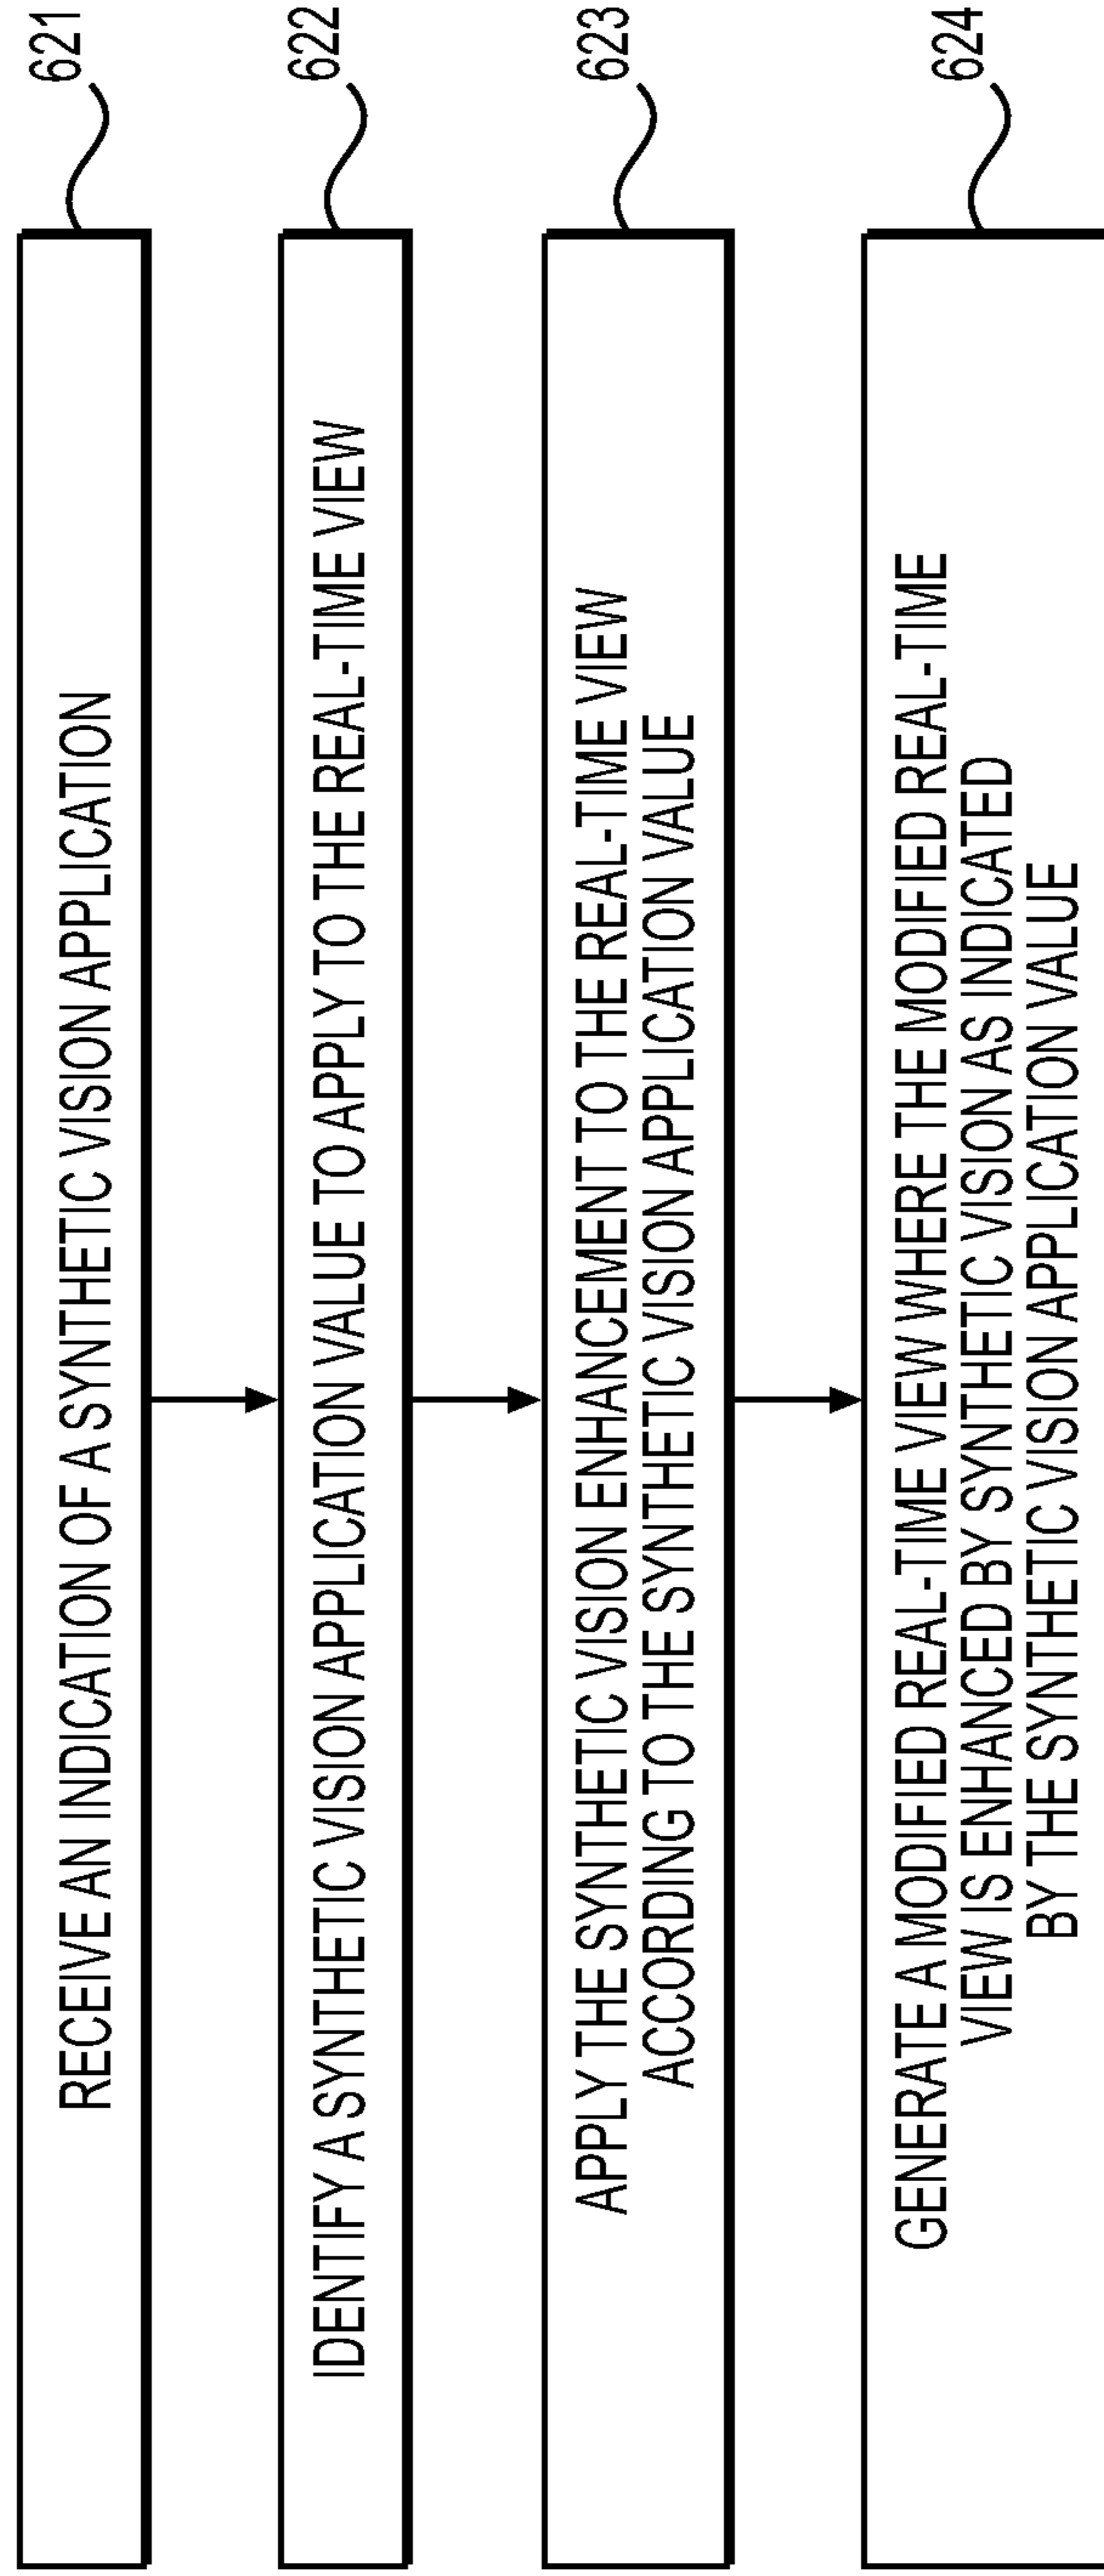 RECEIVE AN INDICATION OF A SYNTHETIC VISION APPLICATION
621
IDENTIFY A SYNTHETIC VISION APPLICATION VALUE TO APPLY TO THE REAL-TIME VIEW
622
APPLY THE SYNTHETIC VISION ENHANCEMENT TO THE REAL-TIME VIEW
ACCORDING TO THE SYNTHETIC VISION APPLICATION VALUE
623
GENERATE A MODIFIED REAL-TIME VIEW WHERE THE MODIFIED REAL-TIME
VIEW IS ENHANCED BY SYNTHETIC VISION AS INDICATED
BY THE SYNTHETIC VISION APPLICATION VALUE
624